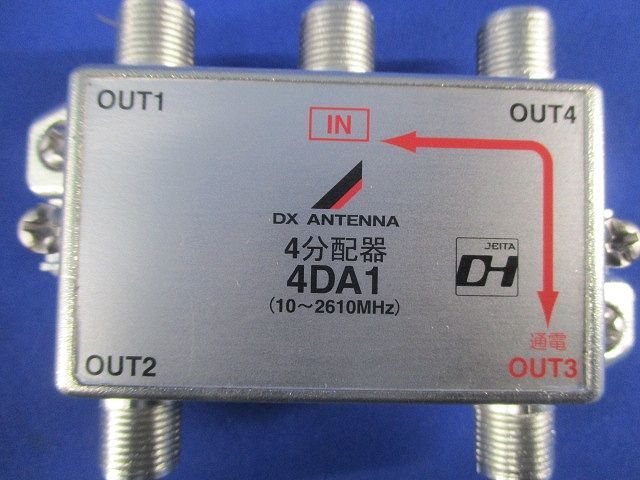 OUT1
IN
OUT4
DX ANTENNA
4分配器
4DA1
(10～2610MHz)
JEITA
DH
通電
OUT2
OUT3